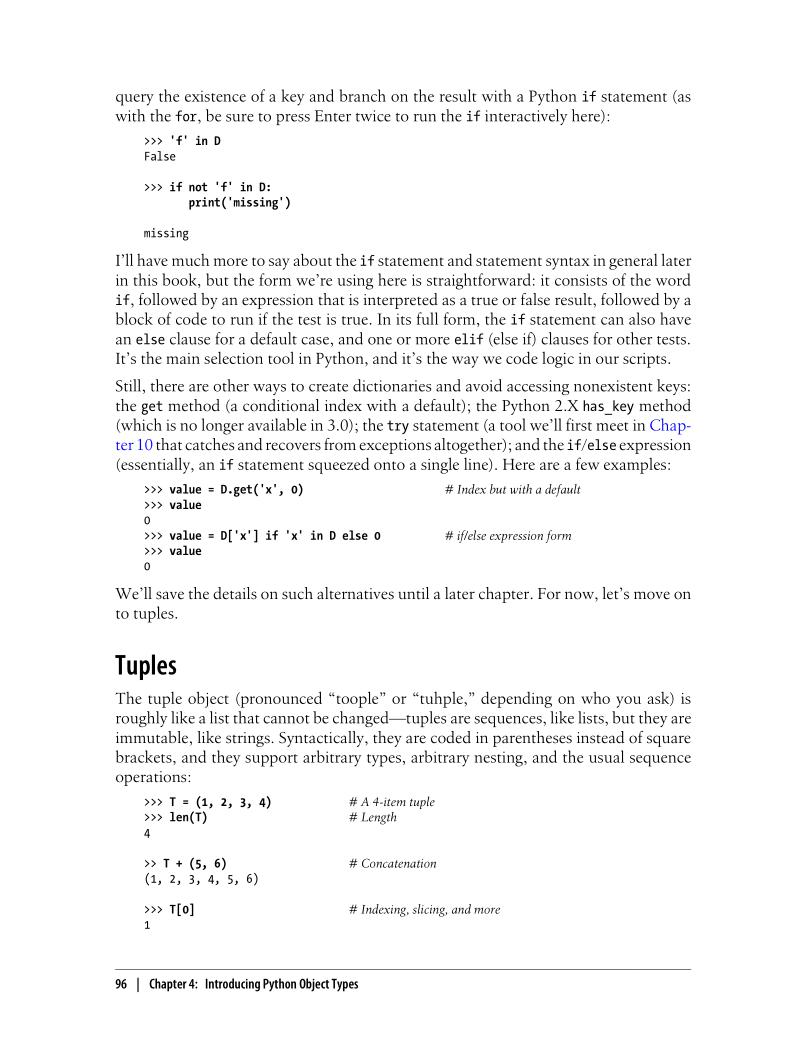 query the existence of a key and branch on the result with a Python if statement (as
with the for, be sure to press Enter twice to run the if interactively here):
>>> 'f' in D
False
>>> if not 'f' in D:
print('missing')
missing
I’ll have much more to say about the if statement and statement syntax in general later
in this book, but the form we’re using here is straightforward: it consists of the word
if, followed by an expression that is interpreted as a true or false result, followed by a
block of code to run if the test is true. In its full form, the if statement can also have
an else clause for a default case, and one or more elif (else if) clauses for other tests.
It’s the main selection tool in Python, and it’s the way we code logic in our scripts.
Still, there are other ways to create dictionaries and avoid accessing nonexistent keys:
the get method (a conditional index with a default); the Python 2.X has_key method
(which is no longer available in 3.0); the try statement (a tool we’ll first meet in Chap-
ter 10 that catches and recovers from exceptions altogether); and the if/else expression
(essentially, an if statement squeezed onto a single line). Here are a few examples:
>>> value = D.get('x', 0) # Index but with a default
>>> value
0
>>> value = D['x'] if 'x' in D else 0 # if/else expression form
>>> value
0
We’ll save the details on such alternatives until a later chapter. For now, let’s move on
to tuples.
Tuples
The tuple object (pronounced “toople” or “tuhple,” depending on who you ask) is
roughly like a list that cannot be changed—tuples are sequences, like lists, but they are
immutable, like strings. Syntactically, they are coded in parentheses instead of square
brackets, and they support arbitrary types, arbitrary nesting, and the usual sequence
operations:
>>> T = (1, 2, 3, 4) # A 4-item tuple
>>> len(T) # Length
4
>> T + (5, 6) # Concatenation
(1, 2, 3, 4, 5, 6)
>>> T[0] # Indexing, slicing, and more
1
96 | Chapter 4: Introducing Python Object Types